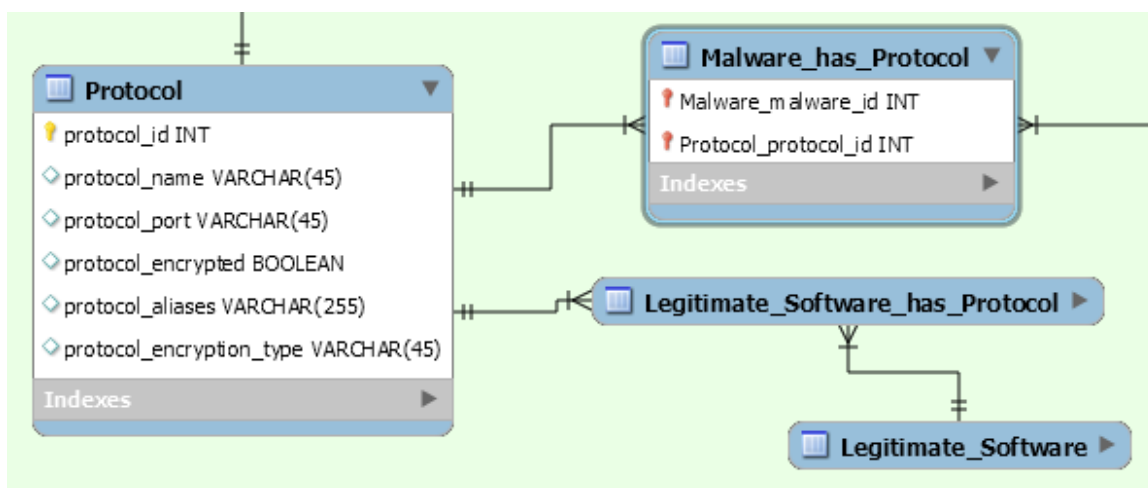 Protocol
protocol_id INT
protocol_name VARCHAR(45)
protocol_port VARCHAR(45)
protocol_encrypted BOOLEAN
protocol_aliases VARCHAR(255)
protocol_encryption_type VARCHAR(45)
Indexes
Malware_has_Protocol
Malware_malware_id INT
Protocol_protocol_id INT
Indexes
Legitimate_Software_has_Protocol
Legitimate_Software